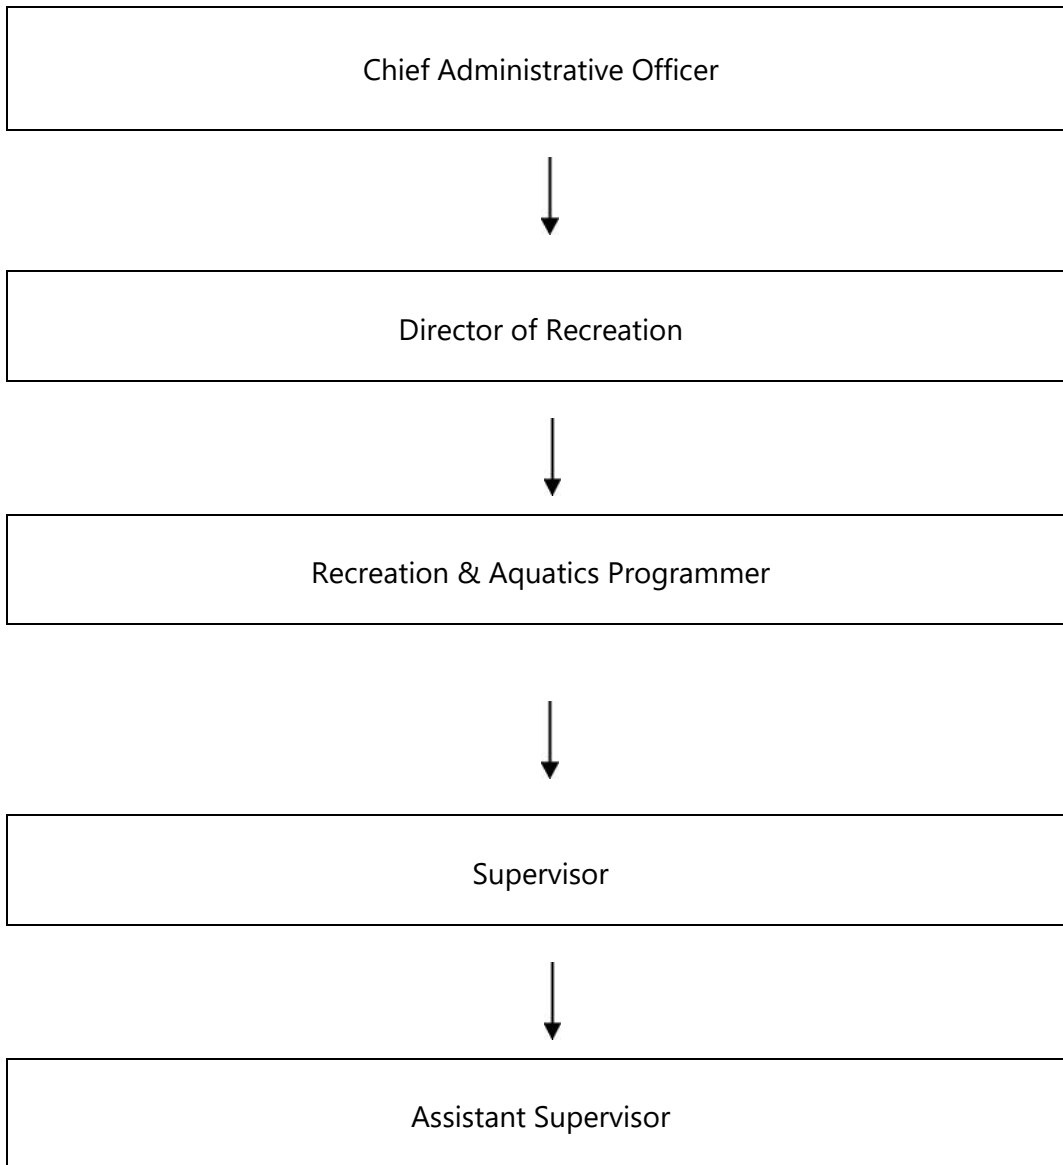 Chief Administrative Officer
Director of Recreation
Recreation & Aquatics Programmer
Supervisor
Assistant Supervisor